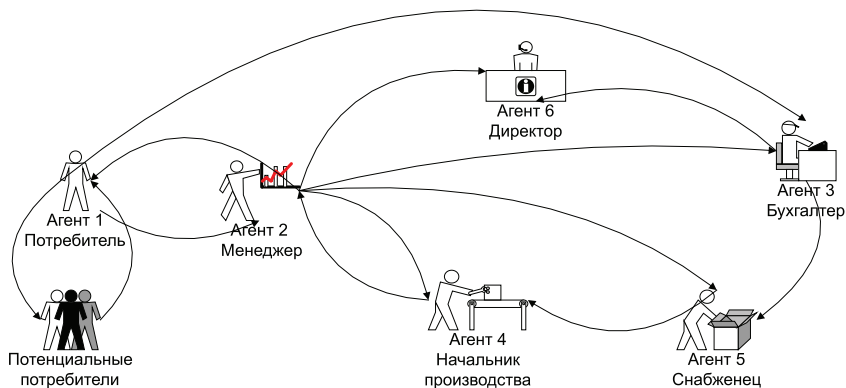 Агент 6
Директор
Агент 1
Потребитель
Агент 2
Менеджер
Агент 3
Бухгалтер
Агент 4
Начальник
производства
Агент 5
Снабженец
Потенциальные
потребители